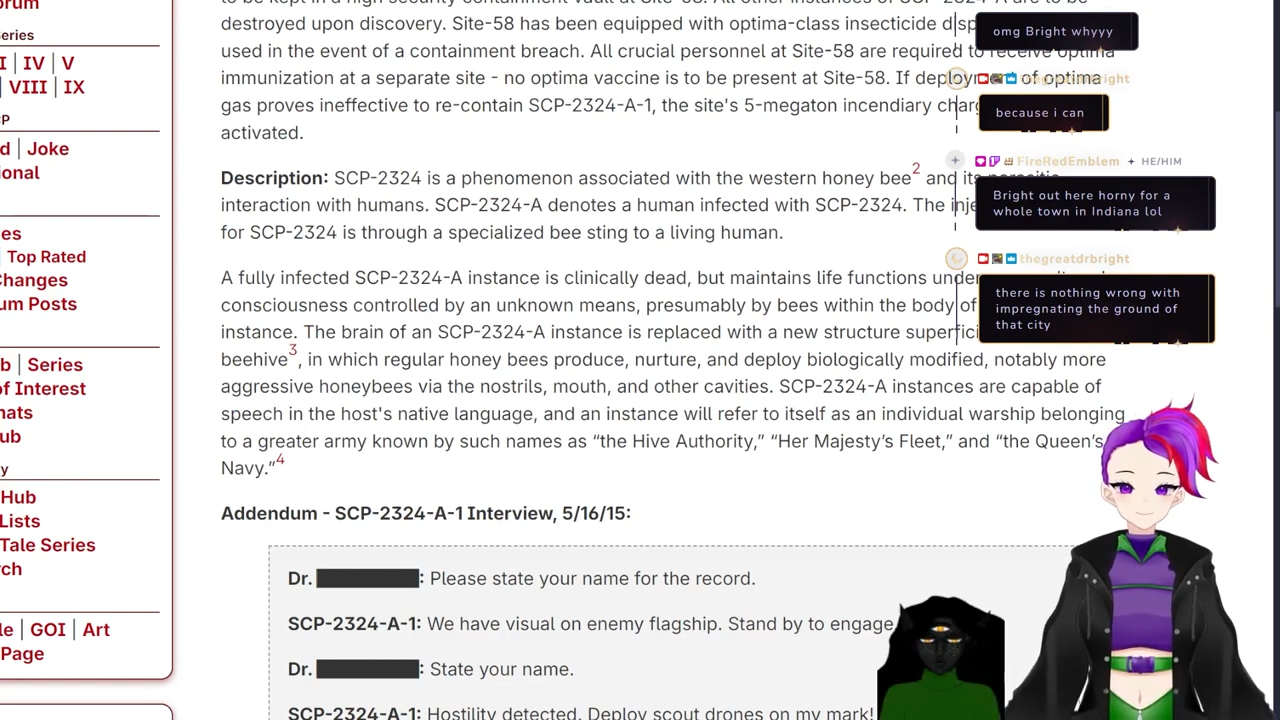 orum
Series
I | IV | V
VIII | IX
CP
d | Joke
ional
es
| Top Rated
Changes
um Posts
b | Series
of Interest
mats
ub
y
Hub
Lists
Tale Series
rch
le | GOI | Art
Page
to be kept in a high security containment vault at Site-58. All other instances of SCP-2324-A are to be
destroyed upon discovery. Site-58 has been equipped with optima-class insecticide disp
used in the event of a containment breach. All crucial personnel at Site-58 are required to receive optima
immunization at a separate site - no optima vaccine is to be present at Site-58. If deployment of optima
gas proves ineffective to re-contain SCP-2324-A-1, the site's 5-megaton incendiary charg
activated.
Description: SCP-2324 is a phenomenon associated with the western honey bee2 and its parasitic
interaction with humans. SCP-2324-A denotes a human infected with SCP-2324. The inje
for SCP-2324 is through a specialized bee sting to a living human.
A fully infected SCP-2324-A instance is clinically dead, but maintains life functions under
consciousness controlled by an unknown means, presumably by bees within the body of
instance. The brain of an SCP-2324-A instance is replaced with a new structure superfici
beehive3, in which regular honey bees produce, nurture, and deploy biologically modified, notably more
aggressive honeybees via the nostrils, mouth, and other cavities. SCP-2324-A instances are capable of
speech in the host's native language, and an instance will refer to itself as an individual warship belonging
to a greater army known by such names as “the Hive Authority,” “Her Majesty’s Fleet,” and “the Queen’s
Navy.”4
Addendum - SCP-2324-A-1 Interview, 5/16/15:
Dr. : Please state your name for the record.
SCP-2324-A-1: We have visual on enemy flagship. Stand by to engage
Dr. : State your name.
SCP-2324-A-1: Hostility detected. Deploy scout drones on my mark!
omg Bright whyyy
thegreatdrbright
because i can
FireRedEmblem HE/HIM
Bright out here horny for a
whole town in Indiana lol
thegreatdrbright
there is nothing wrong with
impregnating the ground of
that city